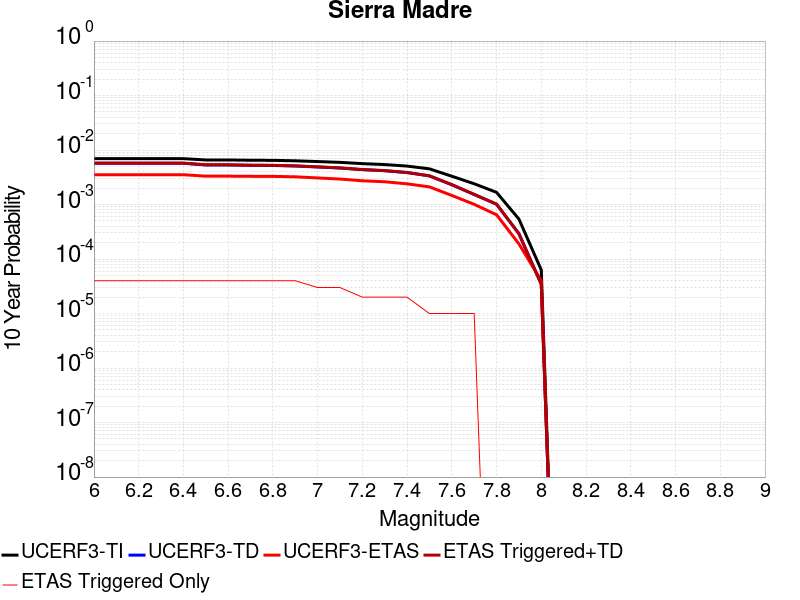 Sierra Madre
10 Year Probability
10^0
10^-1
10^-2
10^-3
10^-4
10^-5
10^-6
10^-7
10^-8
6 6.2 6.4 6.6 6.8 7 7.2 7.4 7.6 7.8 8 8.2 8.4 8.6 8.8 9
Magnitude
UCERF3-TI UCERF3-TD UCERF3-ETAS ETAS Triggered+TD
ETAS Triggered Only